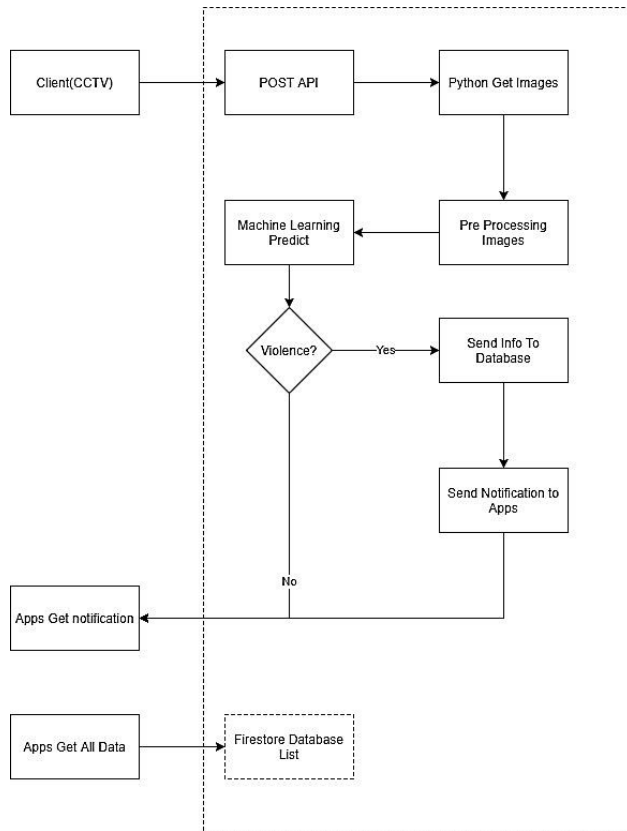 Client(CCTV)
POST API
Python Get Images
Machine Learning
Predict
Pre Processing
Images
Violence?
Yes
Send Info To
Database
Send Notification to
Apps
No
Apps Get notification
Apps Get All Data
Firestore Database
List